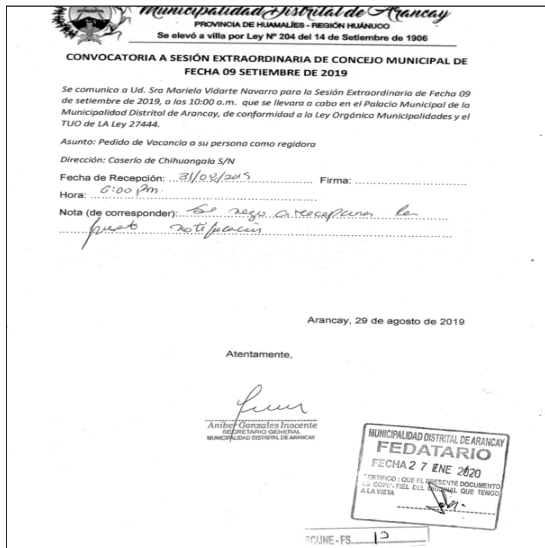 Municipalidad Distrital de Arancay
PROVINCIA DE HUAMALÍES - REGIÓN HUÁNUCO
Se elevó a villa por Ley Nº 204 del 14 de Setiembre de 1906
CONVOCATORIA A SESIÓN EXTRAORDINARIA DE CONCEJO MUNICIPAL DE
FECHA 09 SETIEMBRE DE 2019
Se comunica a Ud. Sra Mariela Vidarte Navarro para la Sesión Extraordinaria de Fecha 09
de setiembre de 2019, a las 10:00 a.m. que se llevara a cabo en el Palacio Municipal de la
Municipalidad Distrital de Arancay, de conformidad a la Ley Orgánica Municipalidades y el
TUO de LA Ley 27444.
Asunto: Pedido de Vacancia a su persona como regidora
Dirección: Caserío de Chihuangala S/N
Fecha de Recepción: Firma:
Hora: 6:00 pm.
Nota (de corresponder): Se nego a recepcionar la
notificación
Arancay, 29 de agosto de 2019
Atentamente,
Aniber Gonzales Inocente
SECRETARIO GENERAL
MUNICIPALIDAD DISTRITAL DE ARANCAY
MUNICIPALIDAD DISTRITAL DE ARANCAY
FEDATARIO
FECHA 27 ENE 2020
CERTIFICO: QUE EL PRESENTE DOCUMENTO
ES COPIA FIEL DEL ORIGINAL QUE TENGO
A LA VISTA
FS.